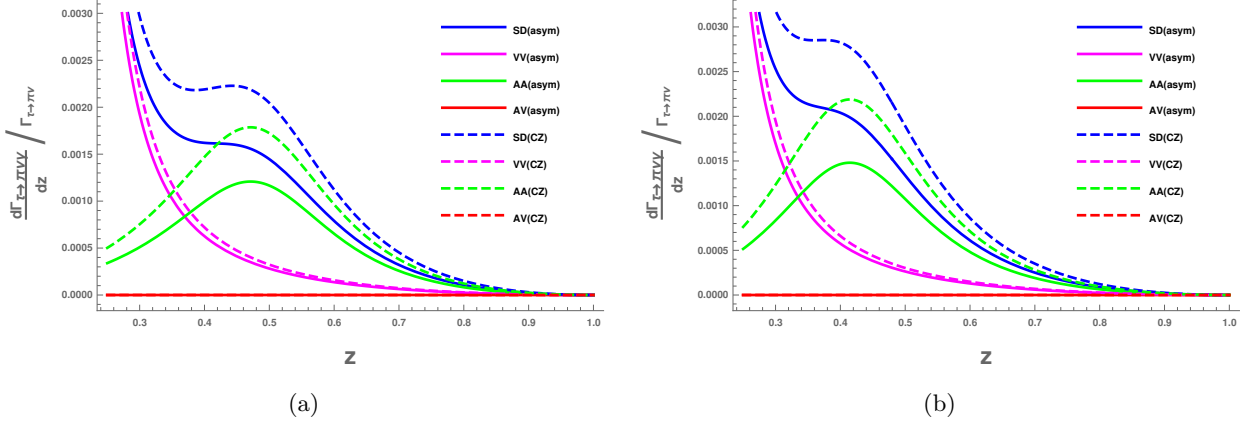 0.0030
0.0025
0.0020
0.0015
0.0010
0.0005
0.0000
0.3 0.4 0.5 0.6 0.7 0.8 0.9 1.0
dΓτ→πνγ
dz
/ Γτ→πν
z
SD(asym)
VV(asym)
AA(asym)
AV(asym)
SD(CZ)
VV(CZ)
AA(CZ)
AV(CZ)
(a)
0.0030
0.0025
0.0020
0.0015
0.0010
0.0005
0.0000
0.3 0.4 0.5 0.6 0.7 0.8 0.9 1.0
dΓτ→πνγ
dz
/ Γτ→πν
z
SD(asym)
VV(asym)
AA(asym)
AV(asym)
SD(CZ)
VV(CZ)
AA(CZ)
AV(CZ)
(b)